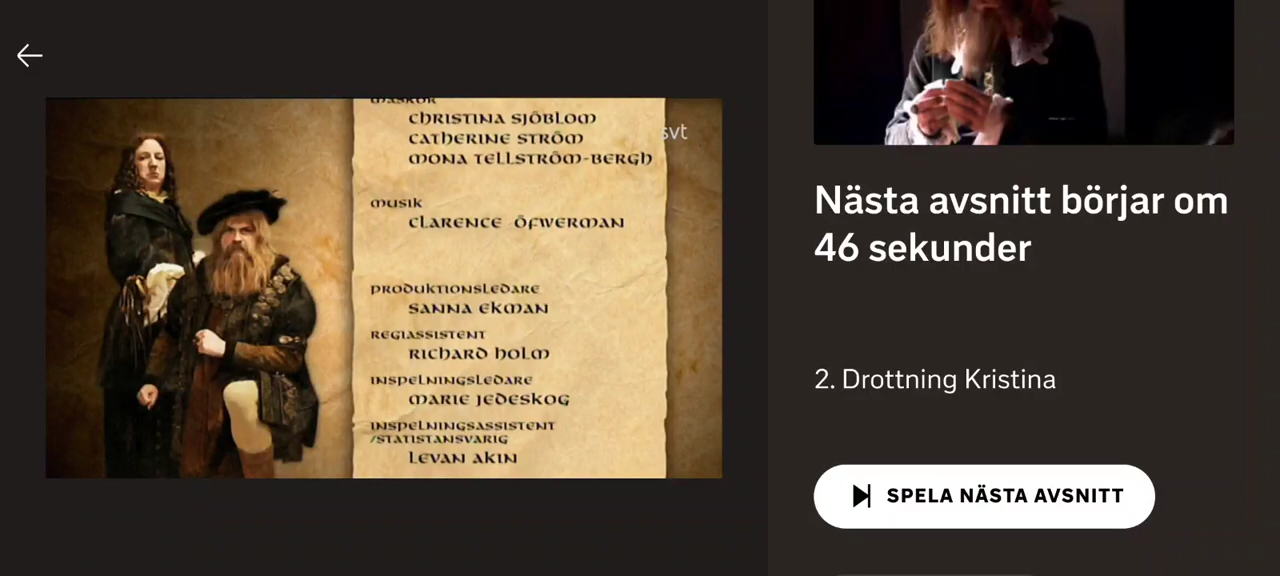 MASKÖR
CHRISTINA SJÖBLOM
CATHERINE STRÖM
MONA TELLSTRÖM-BERGH
svt
MUSIK
CLARENCE ÖFWERMAN
PRODUKTIONSLEDARE
SANNA EKMAN
REGIASSISTENT
RICHARD HOLM
INSPELNINGSLEDARE
MARIE JEDESKOG
INSPELNINGSASSISTENT
/STATISTANSVARIG
LEVAN AKIN
Nästa avsnitt börjar om
46 sekunder
2. Drottning Kristina
SPELA NÄSTA AVSNITT